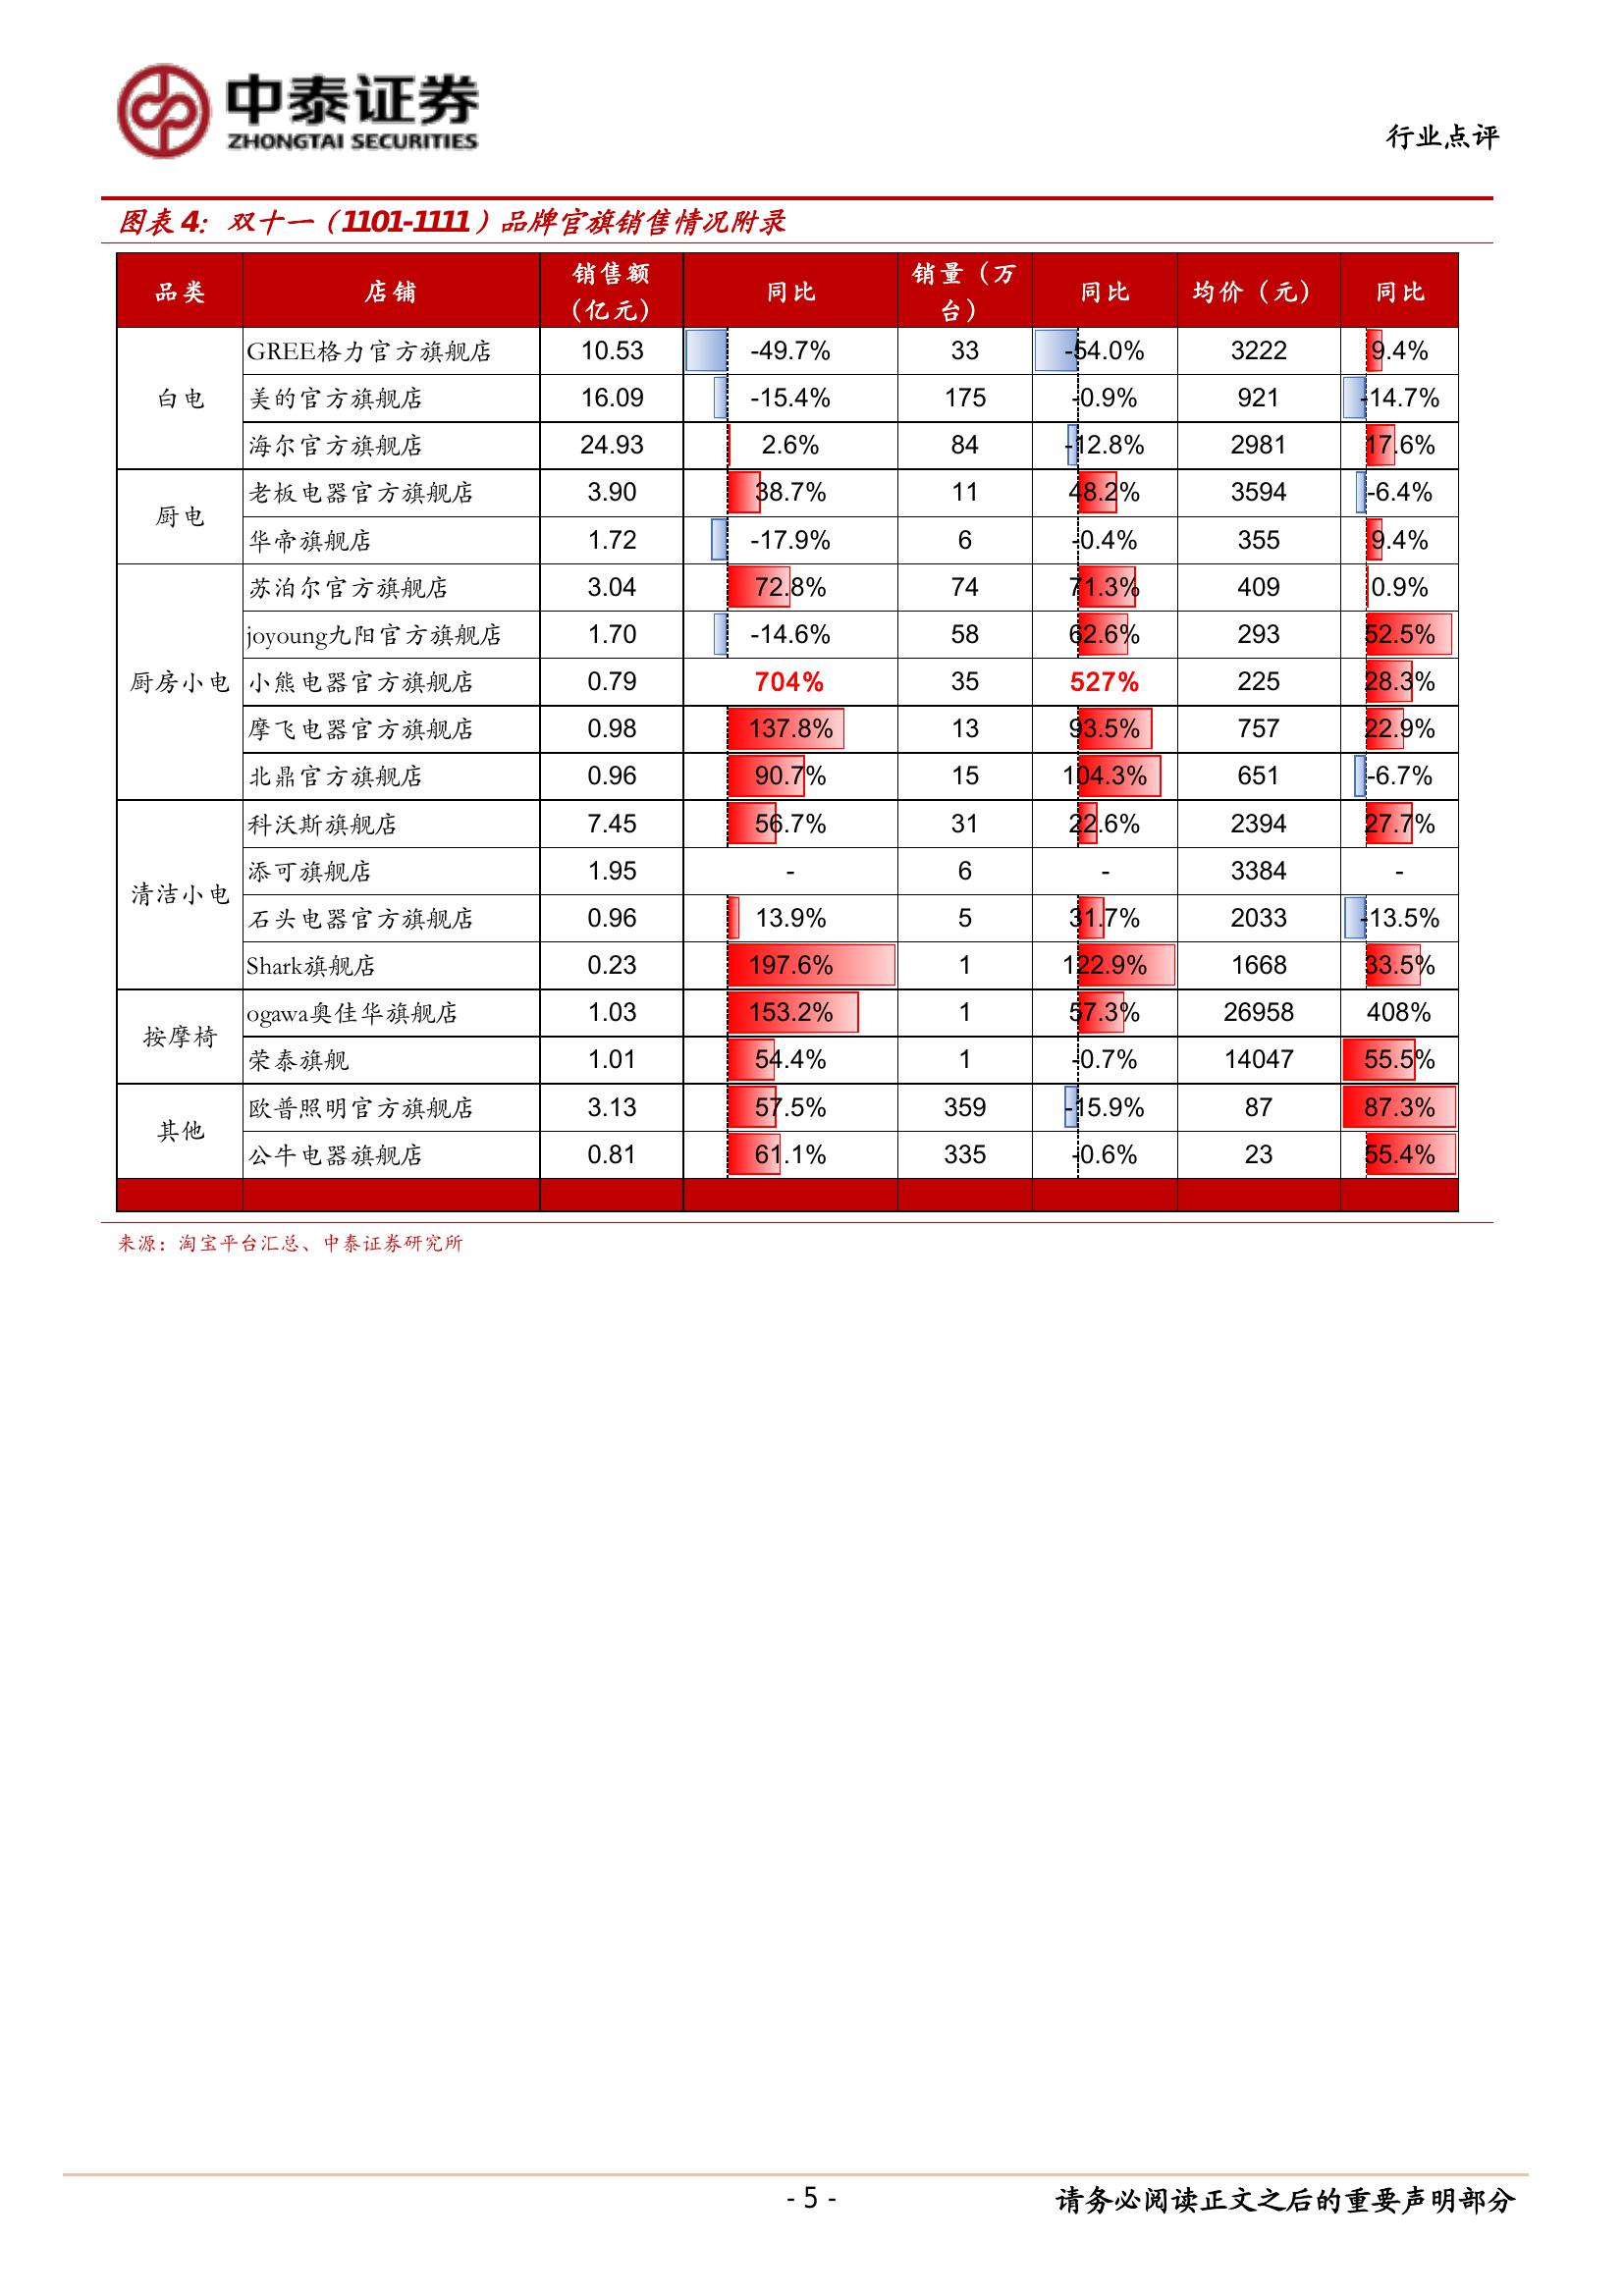 中泰证券
ZHONGTAI SECURITIES
行业点评
图表 4：双十一（1101-1111）品牌官旗销售情况附录
品类 店铺 销售额（亿元） 同比 销量（万台） 同比 均价（元） 同比
白电 GREE格力官方旗舰店 10.53 -49.7% 33 -54.0% 3222 9.4%
美的官方旗舰店 16.09 -15.4% 175 -0.9% 921 -14.7%
海尔官方旗舰店 24.93 2.6% 84 -12.8% 2981 17.6%
厨电 老板电器官方旗舰店 3.90 38.7% 11 48.2% 3594 -6.4%
华帝旗舰店 1.72 -17.9% 6 -0.4% 355 9.4%
厨房小电 苏泊尔官方旗舰店 3.04 72.8% 74 71.3% 409 0.9%
joyoung九阳官方旗舰店 1.70 -14.6% 58 62.6% 293 52.5%
小熊电器官方旗舰店 0.79 704% 35 527% 225 28.3%
摩飞电器官方旗舰店 0.98 137.8% 13 93.5% 757 22.9%
北鼎官方旗舰店 0.96 90.7% 15 104.3% 651 -6.7%
清洁小电 科沃斯旗舰店 7.45 56.7% 31 22.6% 2394 27.7%
添可旗舰店 1.95 - 6 - 3384 -
石头电器官方旗舰店 0.96 13.9% 5 31.7% 2033 -13.5%
Shark旗舰店 0.23 197.6% 1 122.9% 1668 33.5%
按摩椅 ogawa奥佳华旗舰店 1.03 153.2% 1 57.3% 26958 408%
荣泰旗舰 1.01 54.4% 1 -0.7% 14047 55.5%
其他 欧普照明官方旗舰店 3.13 57.5% 359 -15.9% 87 87.3%
公牛电器旗舰店 0.81 61.1% 335 -0.6% 23 55.4%
来源：淘宝平台汇总、中泰证券研究所
- 5 -
请务必阅读正文之后的重要声明部分